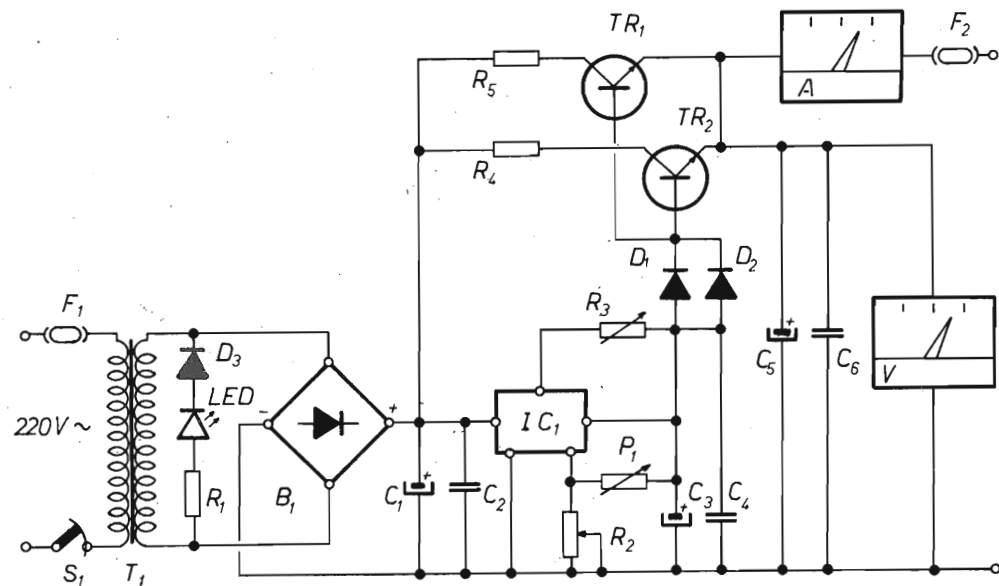 TR₁
F₂
R₅
A
TR₂
R₄
D₁
D₂
R₃
F₁
D₃
LED
+
C₅
C₆
V
220V~
-
+
IC₁
P₁
R₁
B₁
+
C₁
C₂
+
C₃
C₄
R₂
S₁
T₁